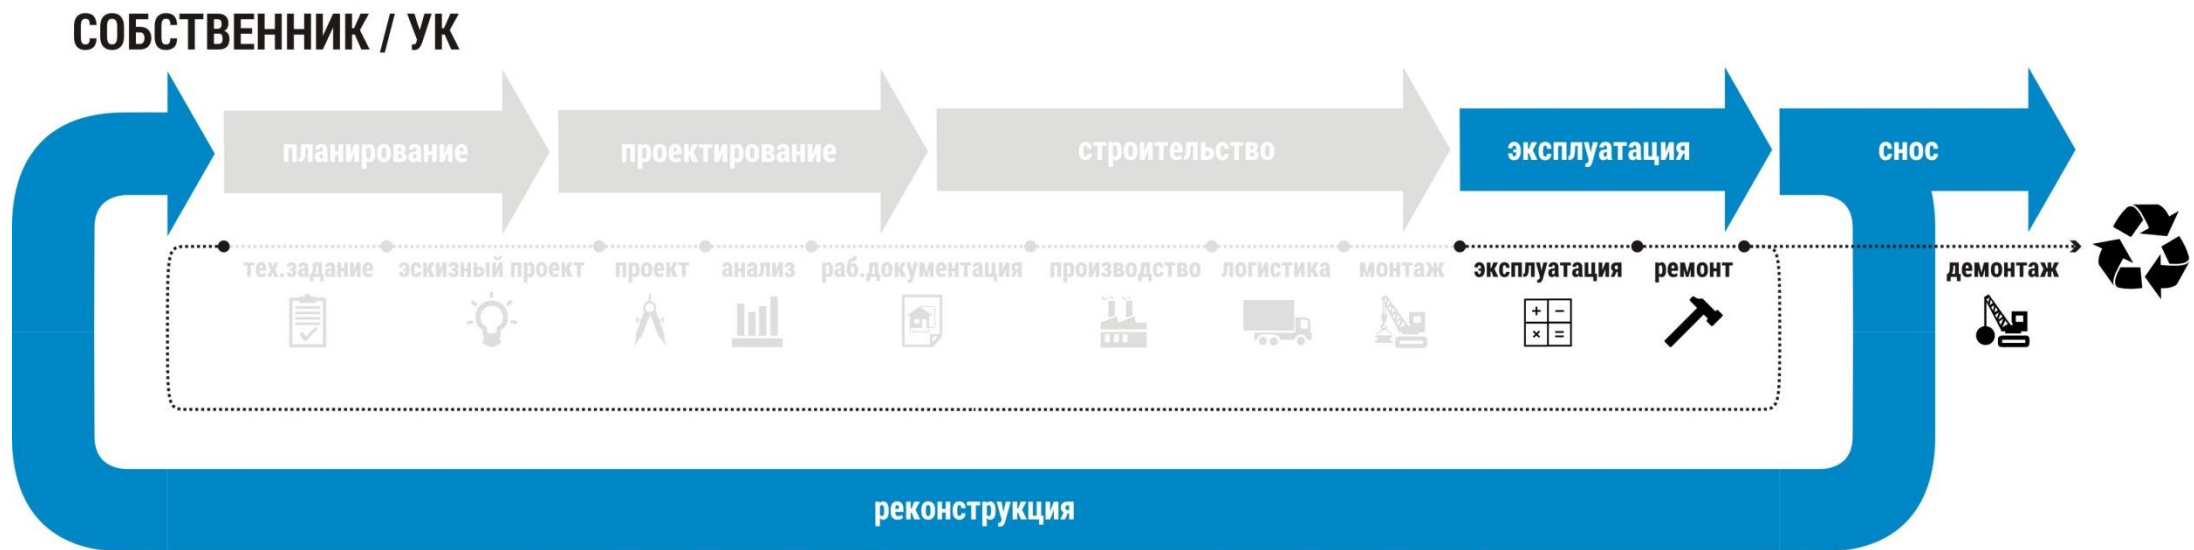 СОБСТВЕННИК / УК
планирование
проектирование
строительство
эксплуатация
снос
тех.задание
эскизный проект
проект
анализ
раб.документация
производство
логистика
монтаж
эксплуатация
ремонт
демонтаж
+ −
× =
реконструкция